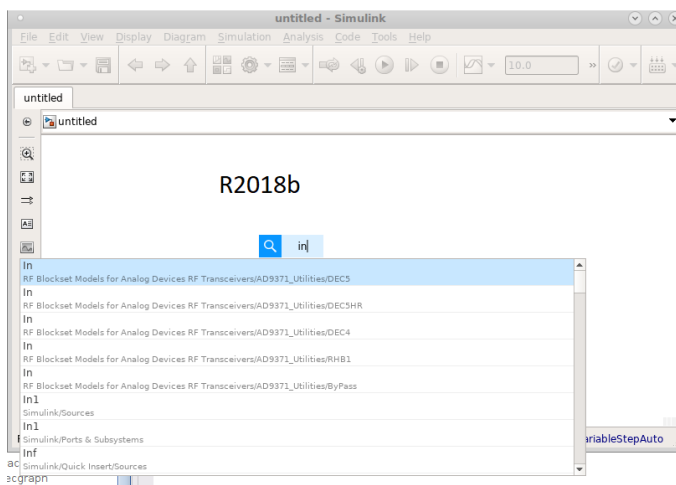 untitled - Simulink
File Edit View Display Diagram Simulation Analysis Code Tools Help
10.0 »
untitled
untitled
R2018b
in
In
RF Blockset Models for Analog Devices RF Transceivers/AD9371_Utilities/DEC5
In
RF Blockset Models for Analog Devices RF Transceivers/AD9371_Utilities/DEC5HR
In
RF Blockset Models for Analog Devices RF Transceivers/AD9371_Utilities/DEC4
In
RF Blockset Models for Analog Devices RF Transceivers/AD9371_Utilities/RHB1
In
RF Blockset Models for Analog Devices RF Transceivers/AD9371_Utilities/ByPass
In1
Simulink/Sources
In1
Simulink/Ports & Subsystems
Inf
Simulink/Quick Insert/Sources
ariableStepAuto
ac
ecgraph